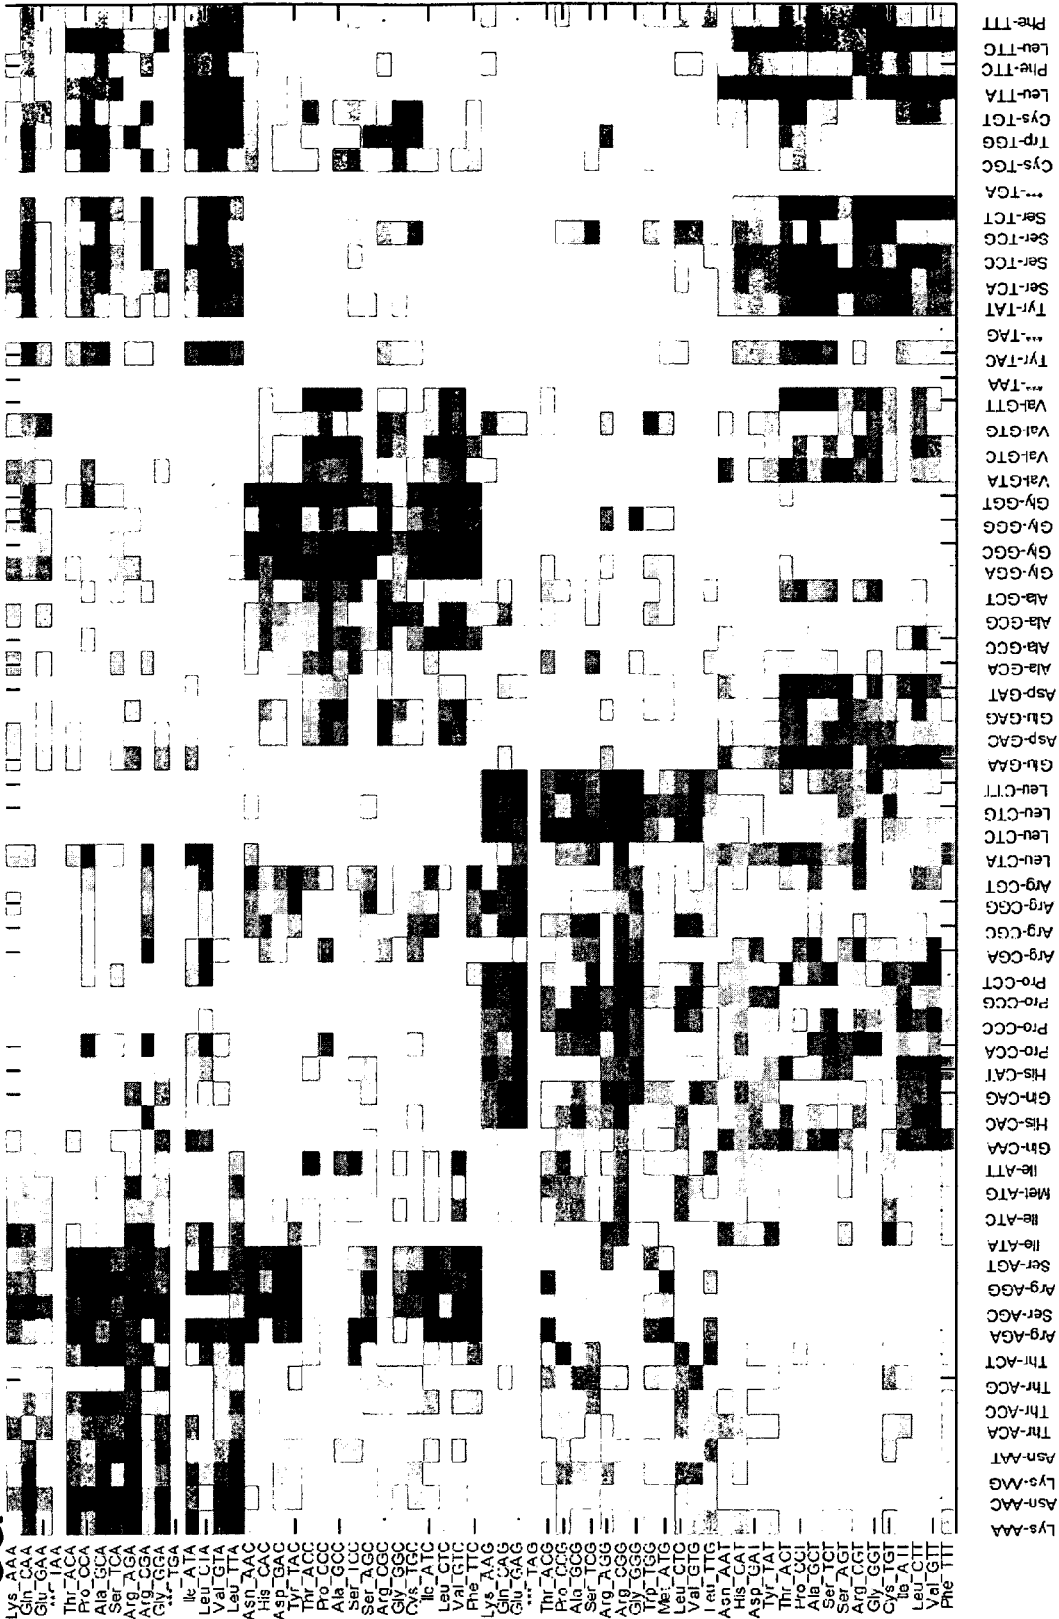 Phe-TTT
Leu-TTG
Phe-TTC
Leu-TTA
Cys-TGT
Trp-TGG
Cys-TGC
***-TGA
Ser-TCT
Ser-TCG
Ser-TCC
Ser-TCA
Tyr-TAT
***-TAG
Tyr-TAC
***-TAA
Val-GTT
Val-GTG
Val-GTC
Val-GTA
Gly-GGT
Gly-GGG
Gly-GGC
Gly-GGA
Ala-GCT
Ala-GCG
Ala-GCC
Ala-GCA
Asp-GAT
Glu-GAG
Asp-GAC
Glu-GAA
Leu-CTT
Leu-CTG
Leu-CTC
Leu-CTA
Arg-CGT
Arg-CGG
Arg-CGC
Arg-CGA
Pro-CCT
Pro-CCG
Pro-CCC
Pro-CCA
His-CAT
Gln-CAG
His-CAC
Gln-CAA
Ile-ATT
Met-ATG
Ile-ATC
Ile-ATA
Ser-AGT
Arg-AGG
Ser-AGC
Arg-AGA
Thr-ACT
Thr-ACG
Thr-ACC
Thr-ACA
Asn-AAT
Lys-AAG
Asn-AAC
Lys-AAA
Gln_CAA
Glu_GAA
***_TAA
Thr_ACA
Pro_CCA
Ala_GCA
Ser_TCA
Arg_AGA
Arg_CGA
Gly_GGA
***_TGA
Ile_ATA
Leu_CTA
Val_GTA
Leu_TTA
Asn_AAC
His_CAC
Asp_GAC
Tyr_TAC
Thr_ACC
Pro_CCC
Ala_GCC
Ser_TCC
Ser_AGC
Arg_CGC
Gly_GGC
Cys_TGC
Ile_ATC
Leu_CTC
Val_GTC
Phe_TTC
Lys_AAG
Gln_CAG
Glu_GAG
***_TAG
Thr_ACG
Pro_CCG
Ala_GCG
Ser_TCG
Arg_AGG
Arg_CGG
Gly_GGG
Trp_TGG
Met_ATG
Leu_CTG
Val_GTG
Leu_TTG
Asn_AAT
His_CAT
Asp_GAT
Tyr_TAT
Thr_ACT
Pro_CCT
Ala_GCT
Ser_TCT
Ser_AGT
Arg_CGT
Gly_GGT
Cys_TGT
Ile_ATT
Leu_CTT
Val_GTT
Phe_TTT